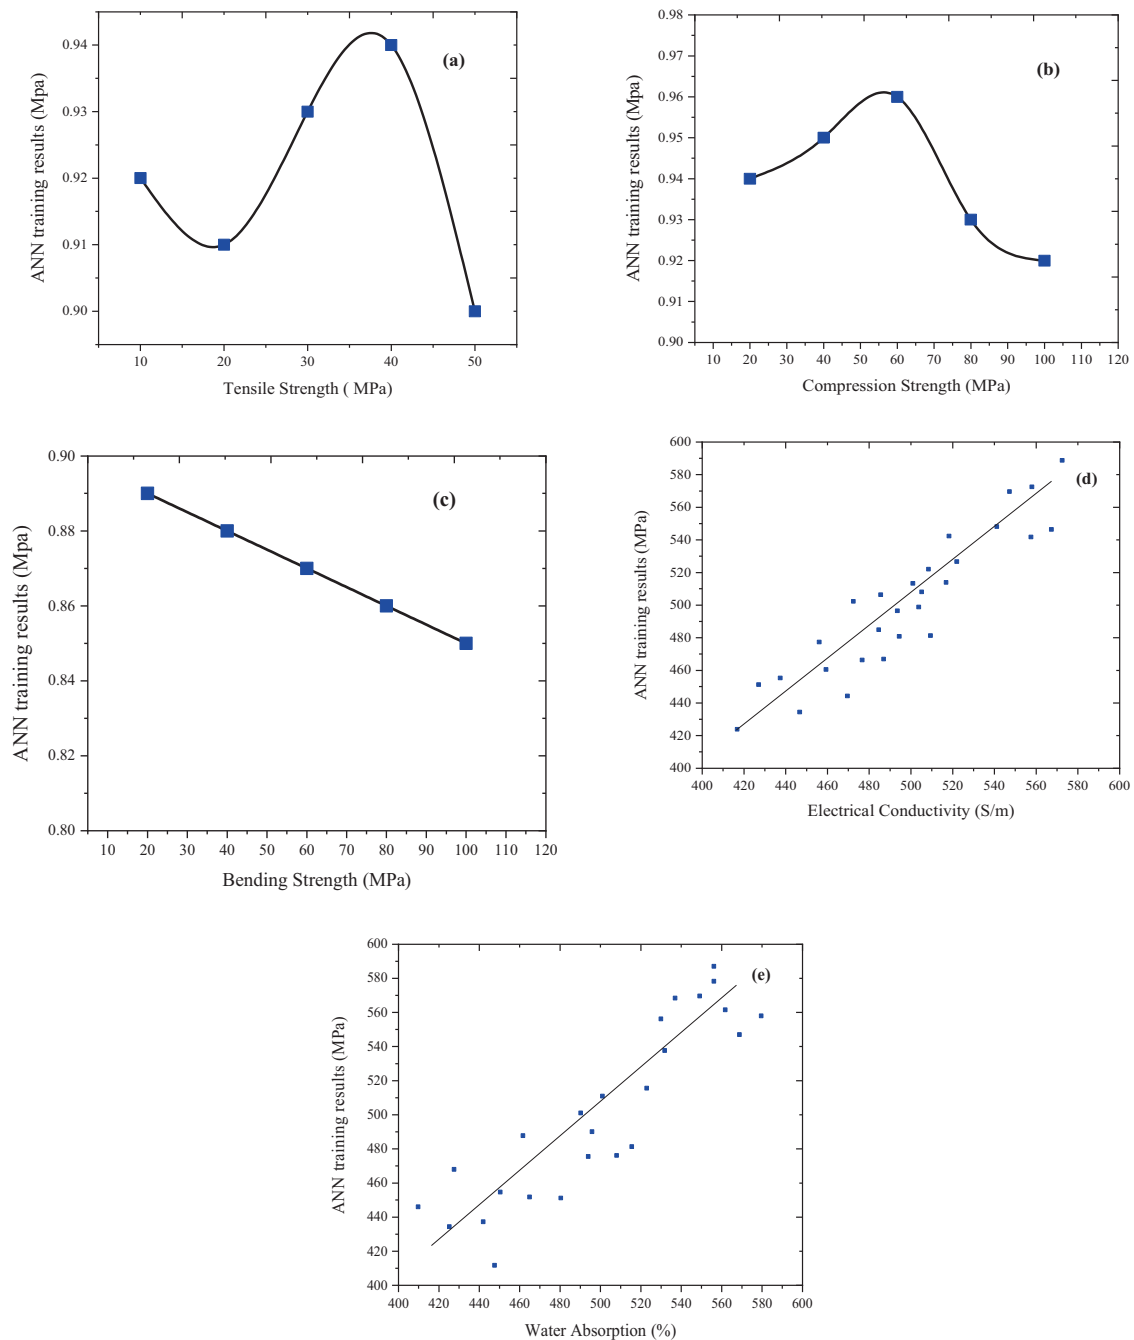 (a)
ANN training results (Mpa)
0.94
0.93
0.92
0.91
0.90
10 20 30 40 50
Tensile Strength ( MPa)
(b)
ANN training results (Mpa)
0.98
0.97
0.96
0.95
0.94
0.93
0.92
0.91
0.90
10 20 30 40 50 60 70 80 90 100 110 120
Compression Strength (MPa)
(c)
ANN training results (Mpa)
0.90
0.88
0.86
0.84
0.82
0.80
10 20 30 40 50 60 70 80 90 100 110 120
Bending Strength (MPa)
(d)
ANN training results (MPa)
600
580
560
540
520
500
480
460
440
420
400
400 420 440 460 480 500 520 540 560 580 600
Electrical Conductivity (S/m)
(e)
ANN training results (MPa)
600
580
560
540
520
500
480
460
440
420
400
400 420 440 460 480 500 520 540 560 580 600
Water Absorption (%)